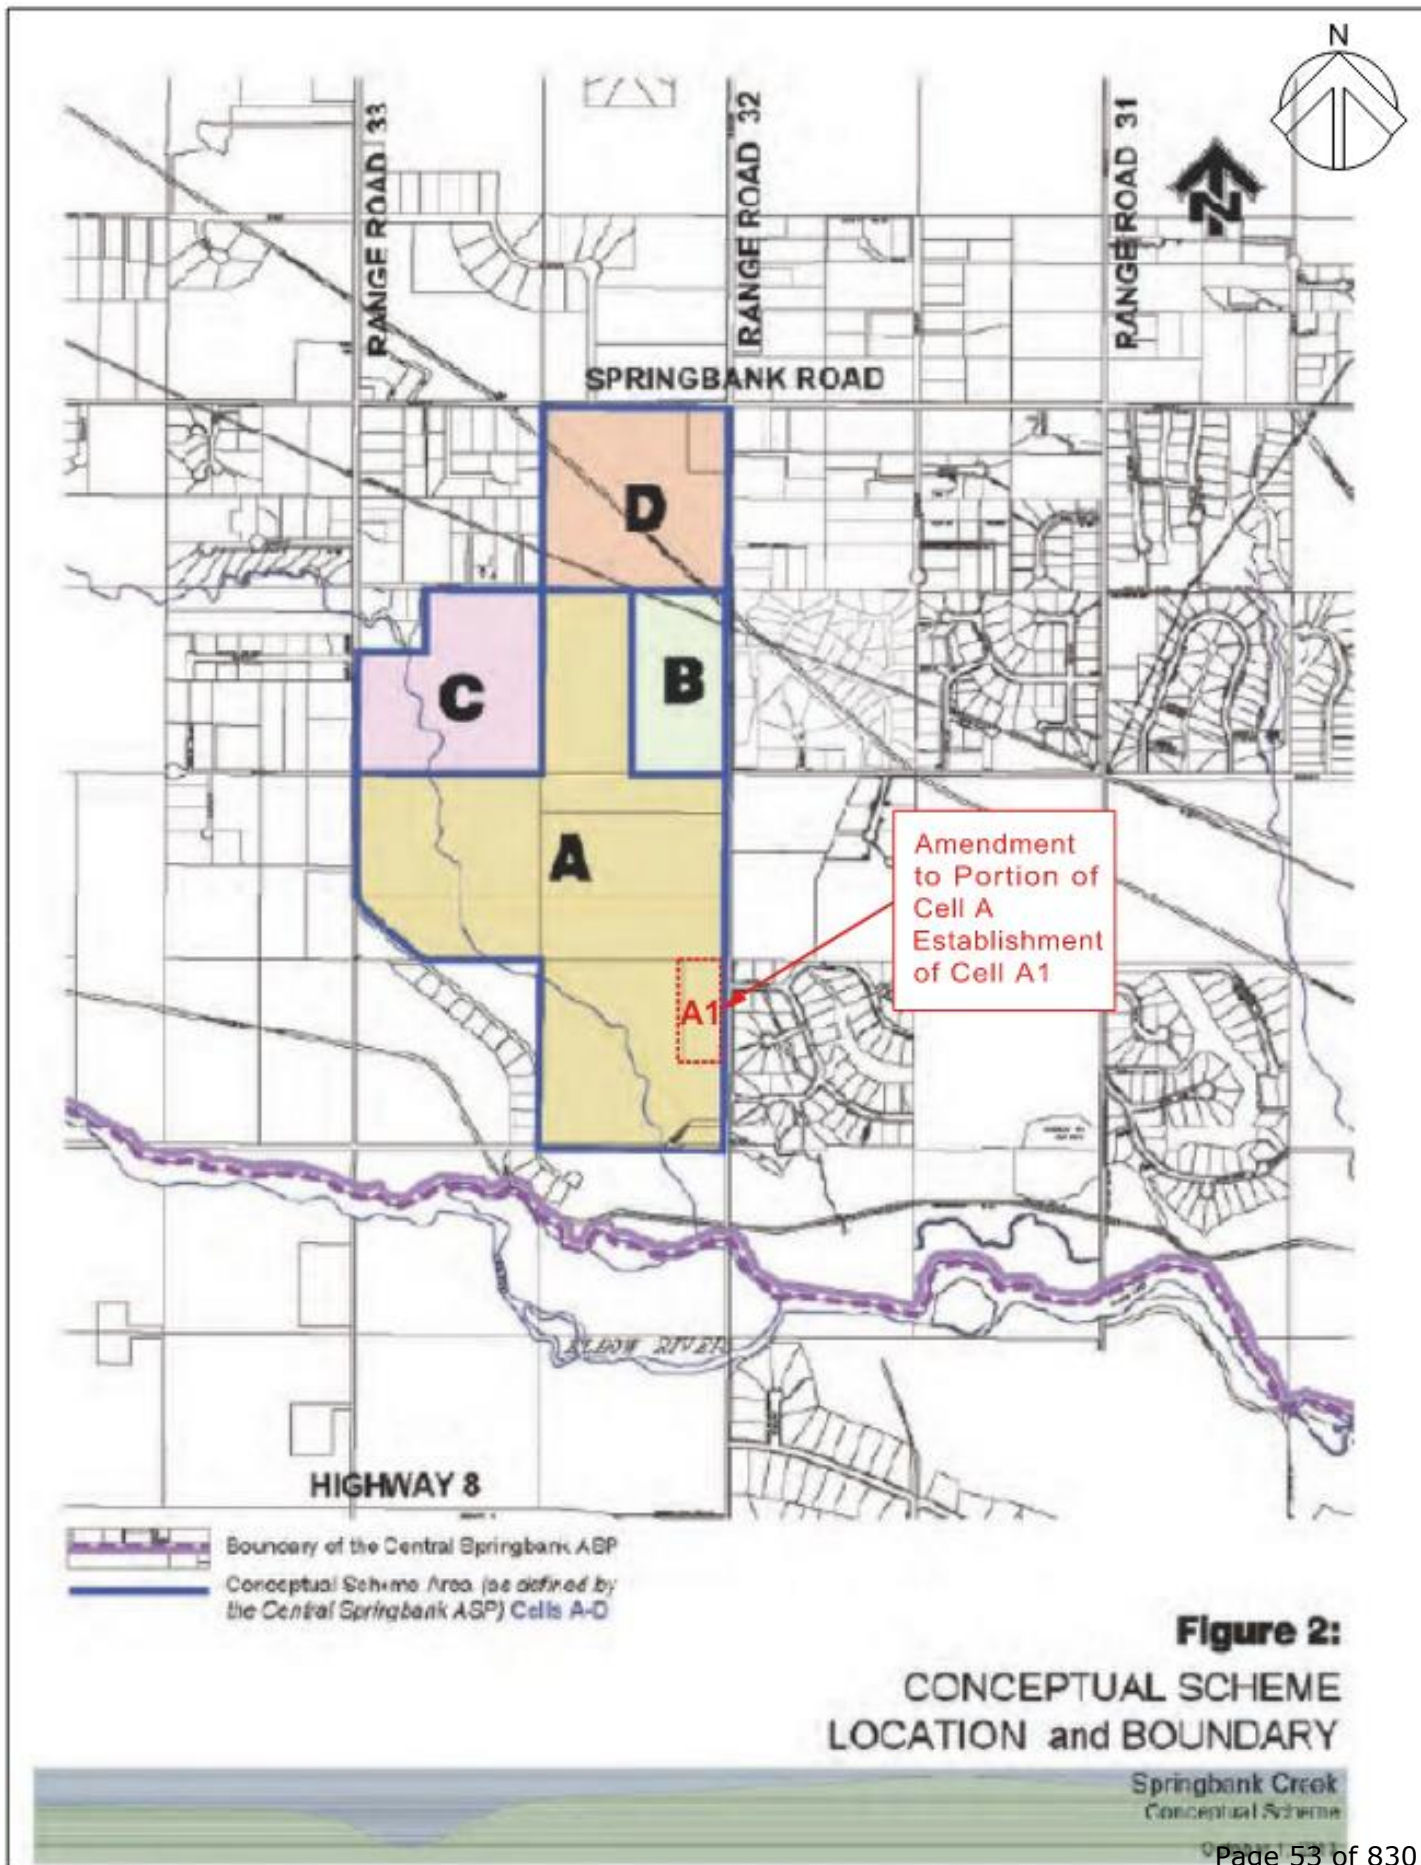 N
RANGE ROAD 33
RANGE ROAD 32
RANGE ROAD 31
N
SPRINGBANK ROAD
D
C
B
A
Amendment
to Portion of
Cell A
Establishment
of Cell A1
A1
ELBOW RIVER
HIGHWAY 8
Boundary of the Central Springbank ASP
Conceptual Scheme Area (as defined by
the Central Springbank ASP) Cells A-D
Figure 2:
CONCEPTUAL SCHEME
LOCATION and BOUNDARY
Springbank Creek
Conceptual Scheme
Page 53 of 830